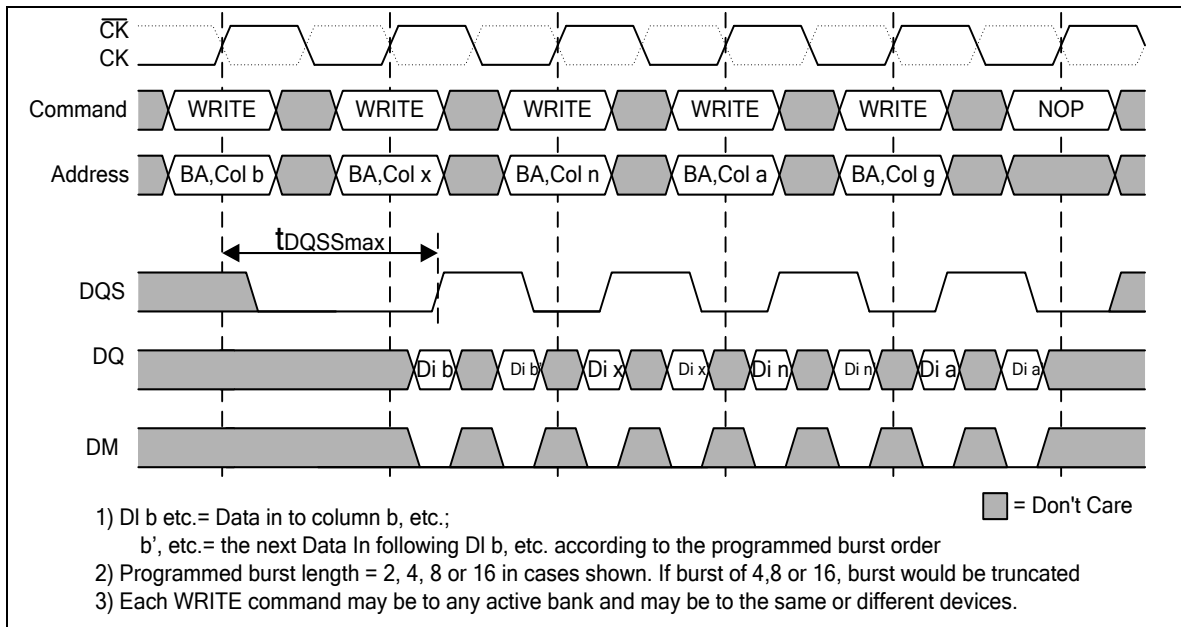 CK
CK
Command WRITE WRITE WRITE WRITE WRITE NOP
Address BA,Col b BA,Col x BA,Col n BA,Col a BA,Col g
tDQSSmax
DQS
DQ Di b Di b' Di x Di x Di n Di n Di a Di a
DM
= Don't Care
1) DI b etc.= Data in to column b, etc.;
b', etc.= the next Data In following DI b, etc. according to the programmed burst order
2) Programmed burst length = 2, 4, 8 or 16 in cases shown. If burst of 4,8 or 16, burst would be truncated
3) Each WRITE command may be to any active bank and may be to the same or different devices.